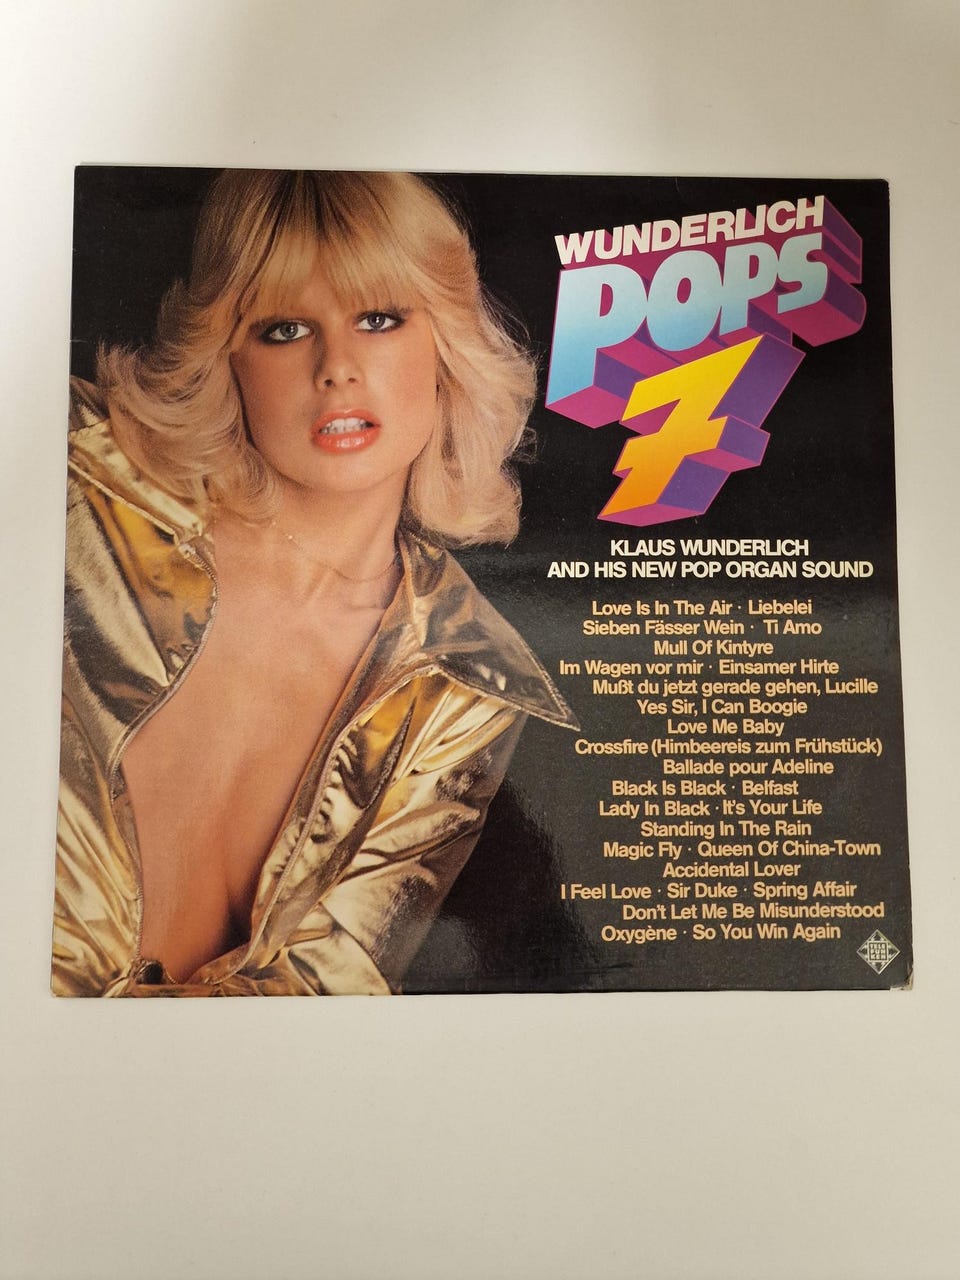 WUNDERLICH
POPS
7
KLAUS WUNDERLICH
AND HIS NEW POP ORGAN SOUND
Love Is In The Air · Liebelei
Sieben Fässer Wein · Ti Amo
Mull Of Kintyre
Im Wagen vor mir · Einsamer Hirte
Mußt du jetzt gerade gehen, Lucille
Yes Sir, I Can Boogie
Love Me Baby
Crossfire (Himbeereis zum Frühstück)
Ballade pour Adeline
Black Is Black · Belfast
Lady In Black · It's Your Life
Standing In The Rain
Magic Fly · Queen Of China-Town
Accidental Lover
I Feel Love · Sir Duke · Spring Affair
Don't Let Me Be Misunderstood
Oxygène · So You Win Again
TELE
FUN
KEN